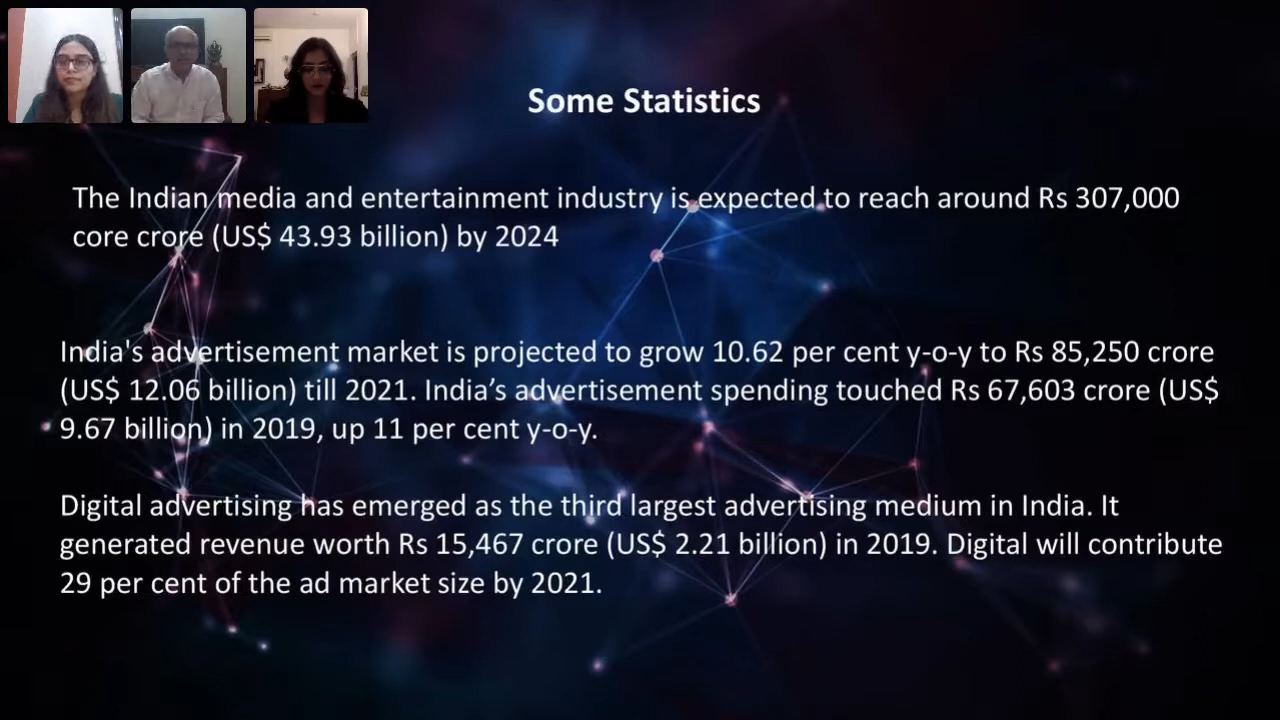 Some Statistics
The Indian media and entertainment industry is expected to reach around Rs 307,000
core crore (US$ 43.93 billion) by 2024
India's advertisement market is projected to grow 10.62 per cent y-o-y to Rs 85,250 crore
(US$ 12.06 billion) till 2021. India’s advertisement spending touched Rs 67,603 crore (US$
9.67 billion) in 2019, up 11 per cent y-o-y.
Digital advertising has emerged as the third largest advertising medium in India. It
generated revenue worth Rs 15,467 crore (US$ 2.21 billion) in 2019. Digital will contribute
29 per cent of the ad market size by 2021.